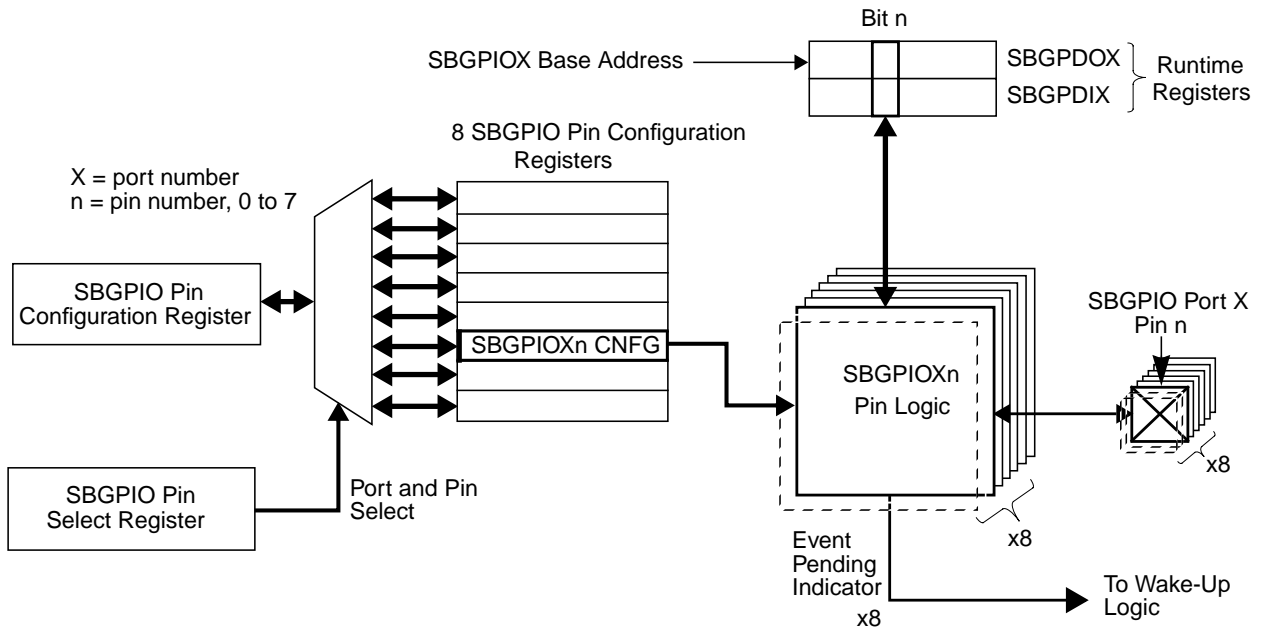 Bit n
SBGPIOX Base Address
SBGPDOX
SBGPDIX
Runtime
Registers
8 SBGPIO Pin Configuration
Registers
X = port number
n = pin number, 0 to 7
SBGPIO Pin
Configuration Register
SBGPIOXn CNFG
SBGPIOXn
Pin Logic
SBGPIO Port X
Pin n
x8
SBGPIO Pin
Select Register
Port and Pin
Select
x8
Event
Pending
Indicator
x8
To Wake-Up
Logic